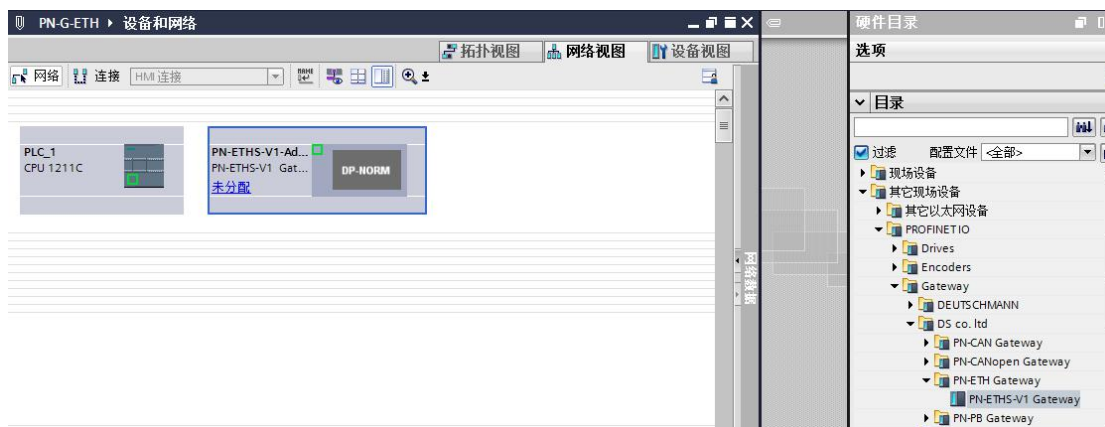 PN-G-ETH ▸ 设备和网络
拓扑视图 网络视图 设备视图
网络 连接 HMI 连接
PLC_1
CPU 1211C
PN-ETHS-V1-Ad...
PN-ETHS-V1 Gat...
未分配
DP-NORM
网络数据
硬件目录
选项
目录
过滤 配置文件 <全部>
现场设备
其它现场设备
其它以太网设备
PROFINET IO
Drives
Encoders
Gateway
DEUTSCHMANN
DS co. ltd
PN-CAN Gateway
PN-CANopen Gateway
PN-ETH Gateway
PN-ETHS-V1 Gateway
PN-PB Gateway